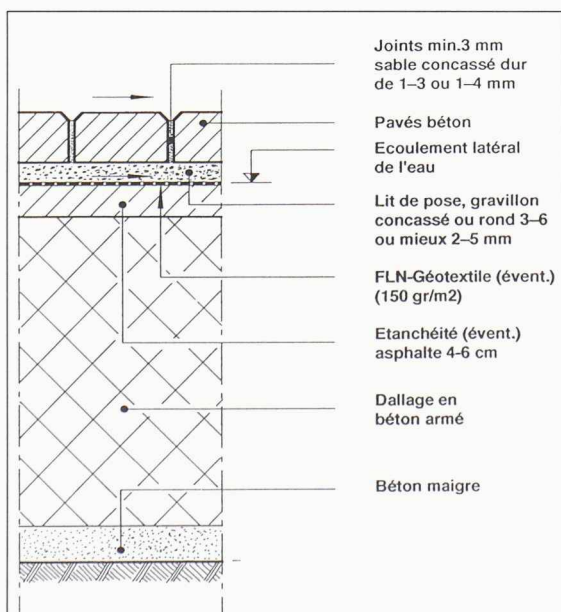 Joints min.3 mm
sable concassé dur
de 1–3 ou 1–4 mm
Pavés béton
Ecoulement latéral
de l'eau
Lit de pose, gravillon
concassé ou rond 3–6
ou mieux 2–5 mm
FLN-Géotextile (évent.)
(150 gr/m2)
Etanchéité (évent.)
asphalte 4-6 cm
Dallage en
béton armé
Béton maigre